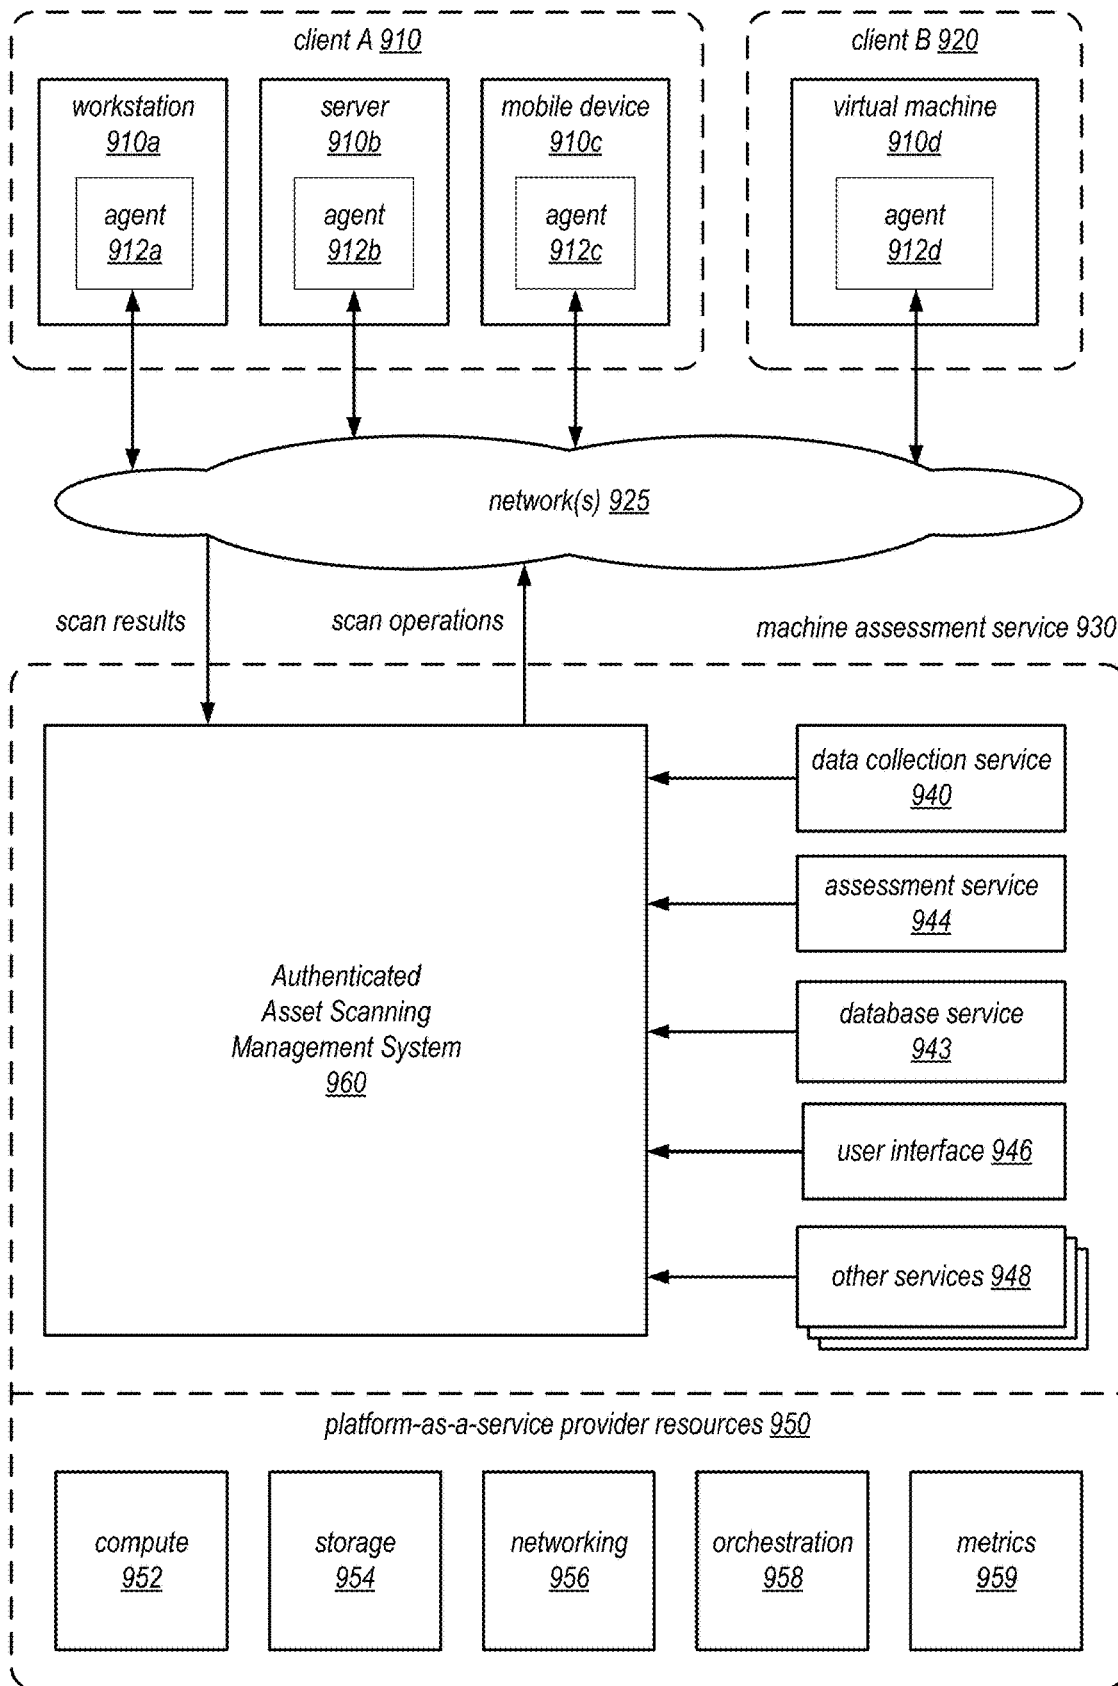 client A 910
client B 920
workstation
910a
server
910b
mobile device
910c
virtual machine
910d
agent
912a
agent
912b
agent
912c
agent
912d
network(s) 925
scan results
scan operations
machine assessment service 930
data collection service
940
assessment service
944
database service
943
user interface 946
other services 948
Authenticated
Asset Scanning
Management System
960
platform-as-a-service provider resources 950
compute
952
storage
954
networking
956
orchestration
958
metrics
959